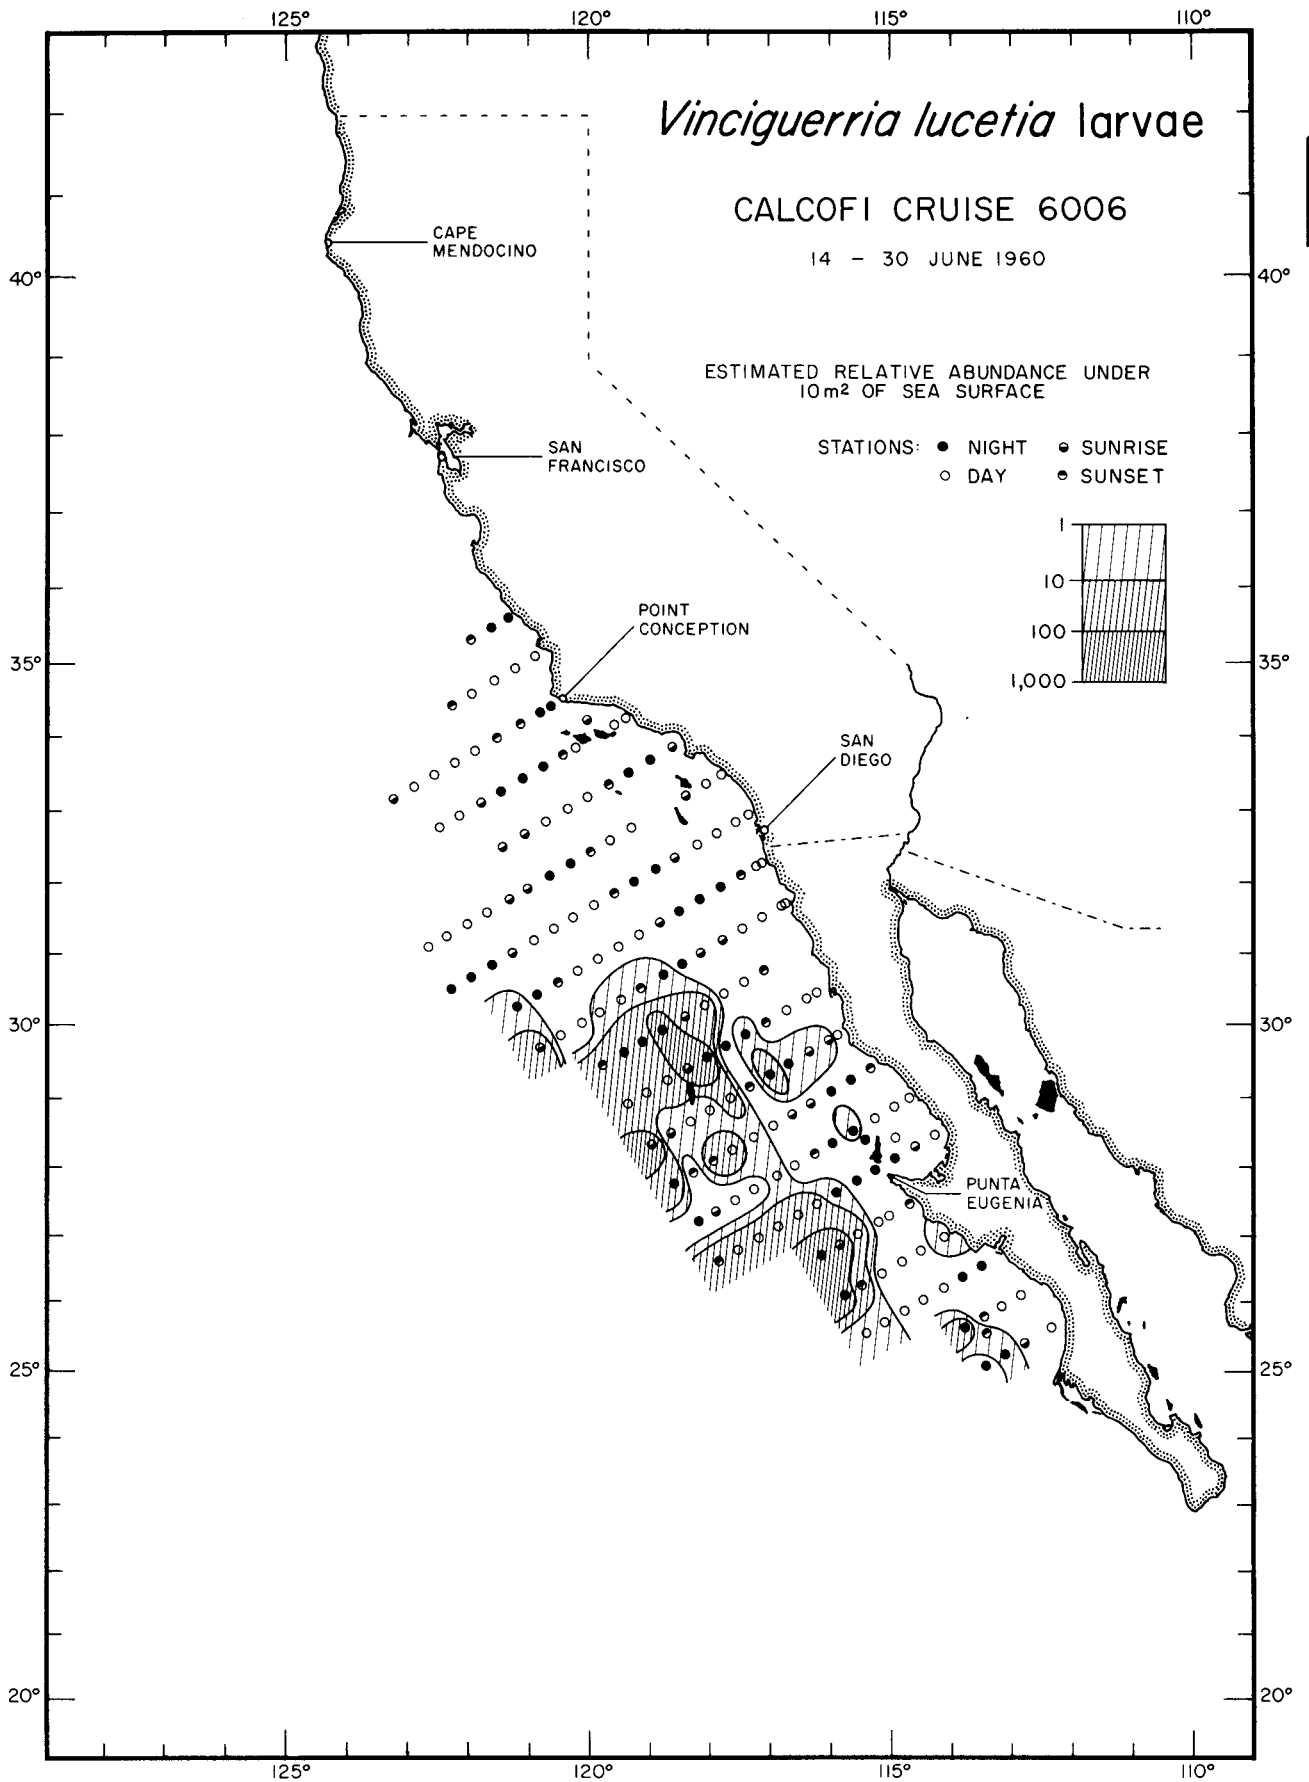 125° 120° 115° 110°
Vinciguerria lucetia larvae
CALCOFI CRUISE 6006
14 – 30 JUNE 1960
CAPE
MENDOCINO
40° 40°
ESTIMATED RELATIVE ABUNDANCE UNDER
10 m² OF SEA SURFACE
STATIONS: ● NIGHT ◒ SUNRISE
○ DAY ◓ SUNSET
SAN
FRANCISCO
1
10
100
1,000
POINT
CONCEPTION
35° 35°
SAN
DIEGO
30° 30°
PUNTA
EUGENIA
25° 25°
20° 20°
125° 120° 115° 110°